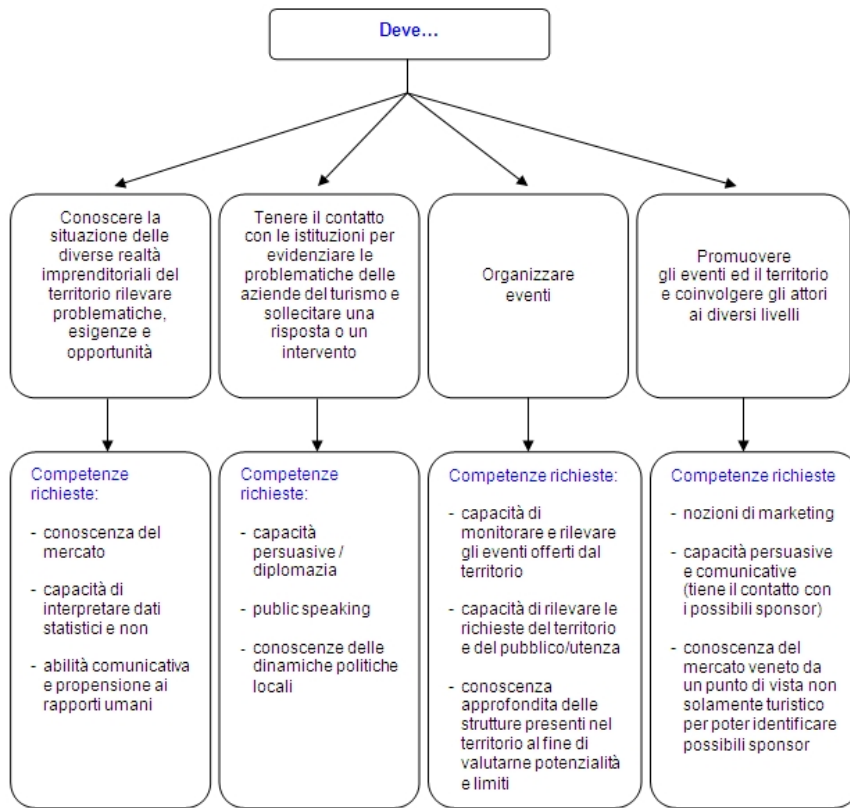 Deve...
Conoscere la
situazione delle
diverse realtà
imprenditoriali del
territorio rilevare
problematiche,
esigenze e
opportunità
Tenere il contatto
con le istituzioni per
evidenziare le
problematiche delle
aziende del turismo e
sollecitare una
risposta o un
intervento
Organizzare
eventi
Promuovere
gli eventi ed il territorio
e coinvolgere gli attori
ai diversi livelli
Competenze
richieste:
- conoscenza del
mercato
- capacità di
interpretare dati
statistici e non
- abilità comunicativa
e propensione ai
rapporti umani
Competenze
richieste:
- capacità
persuasive /
diplomazia
- public speaking
- conoscenze delle
dinamiche politiche
locali
Competenze richieste:
- capacità di
monitorare e rilevare
gli eventi offerti dal
territorio
- capacità di rilevare le
richieste del territorio
e del pubblico/utenza
- conoscenza
approfondita delle
strutture presenti nel
territorio al fine di
valutarne potenzialità
e limiti
Competenze richieste
- nozioni di marketing
- capacità persuasive
e comunicative
(tiene il contatto con
i possibili sponsor)
- conoscenza del
mercato veneto da
un punto di vista non
solamente turistico
per poter identificare
possibili sponsor